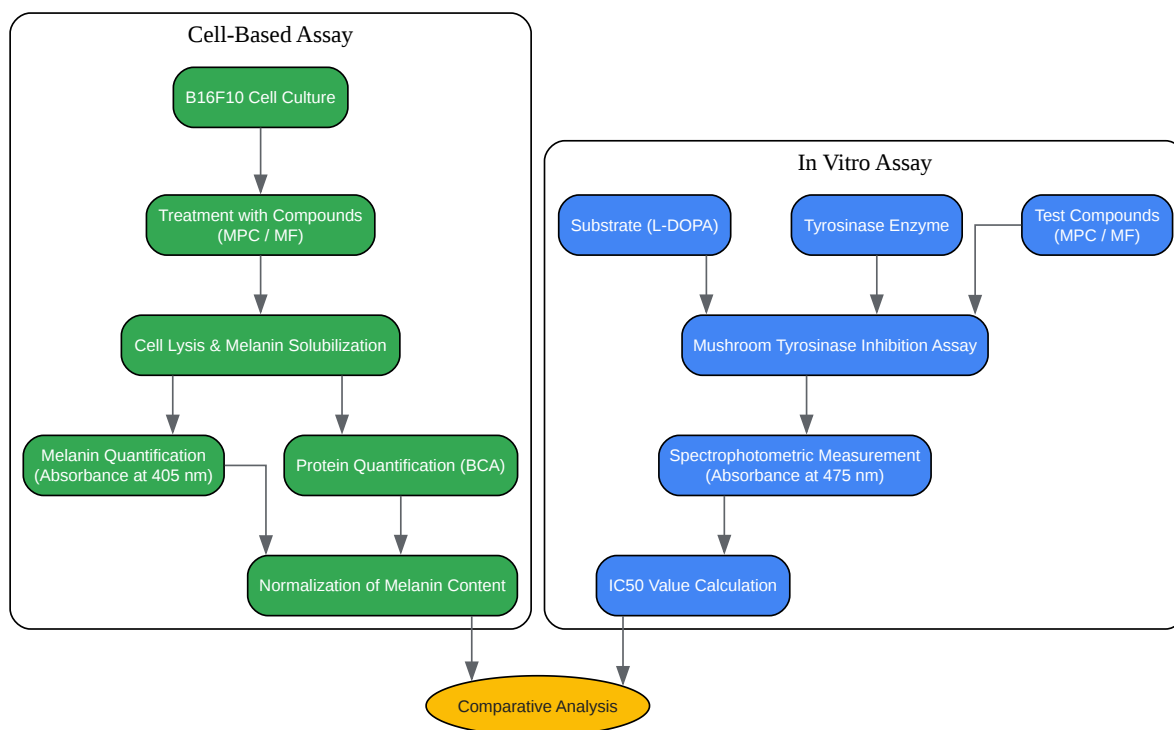 Cell-Based Assay
B16F10 Cell Culture
Treatment with Compounds
(MPC / MF)
Cell Lysis & Melanin Solubilization
Melanin Quantification
(Absorbance at 405 nm)
Protein Quantification (BCA)
Normalization of Melanin Content
In Vitro Assay
Substrate (L-DOPA)
Tyrosinase Enzyme
Test Compounds
(MPC / MF)
Mushroom Tyrosinase Inhibition Assay
Spectrophotometric Measurement
(Absorbance at 475 nm)
IC50 Value Calculation
Comparative Analysis